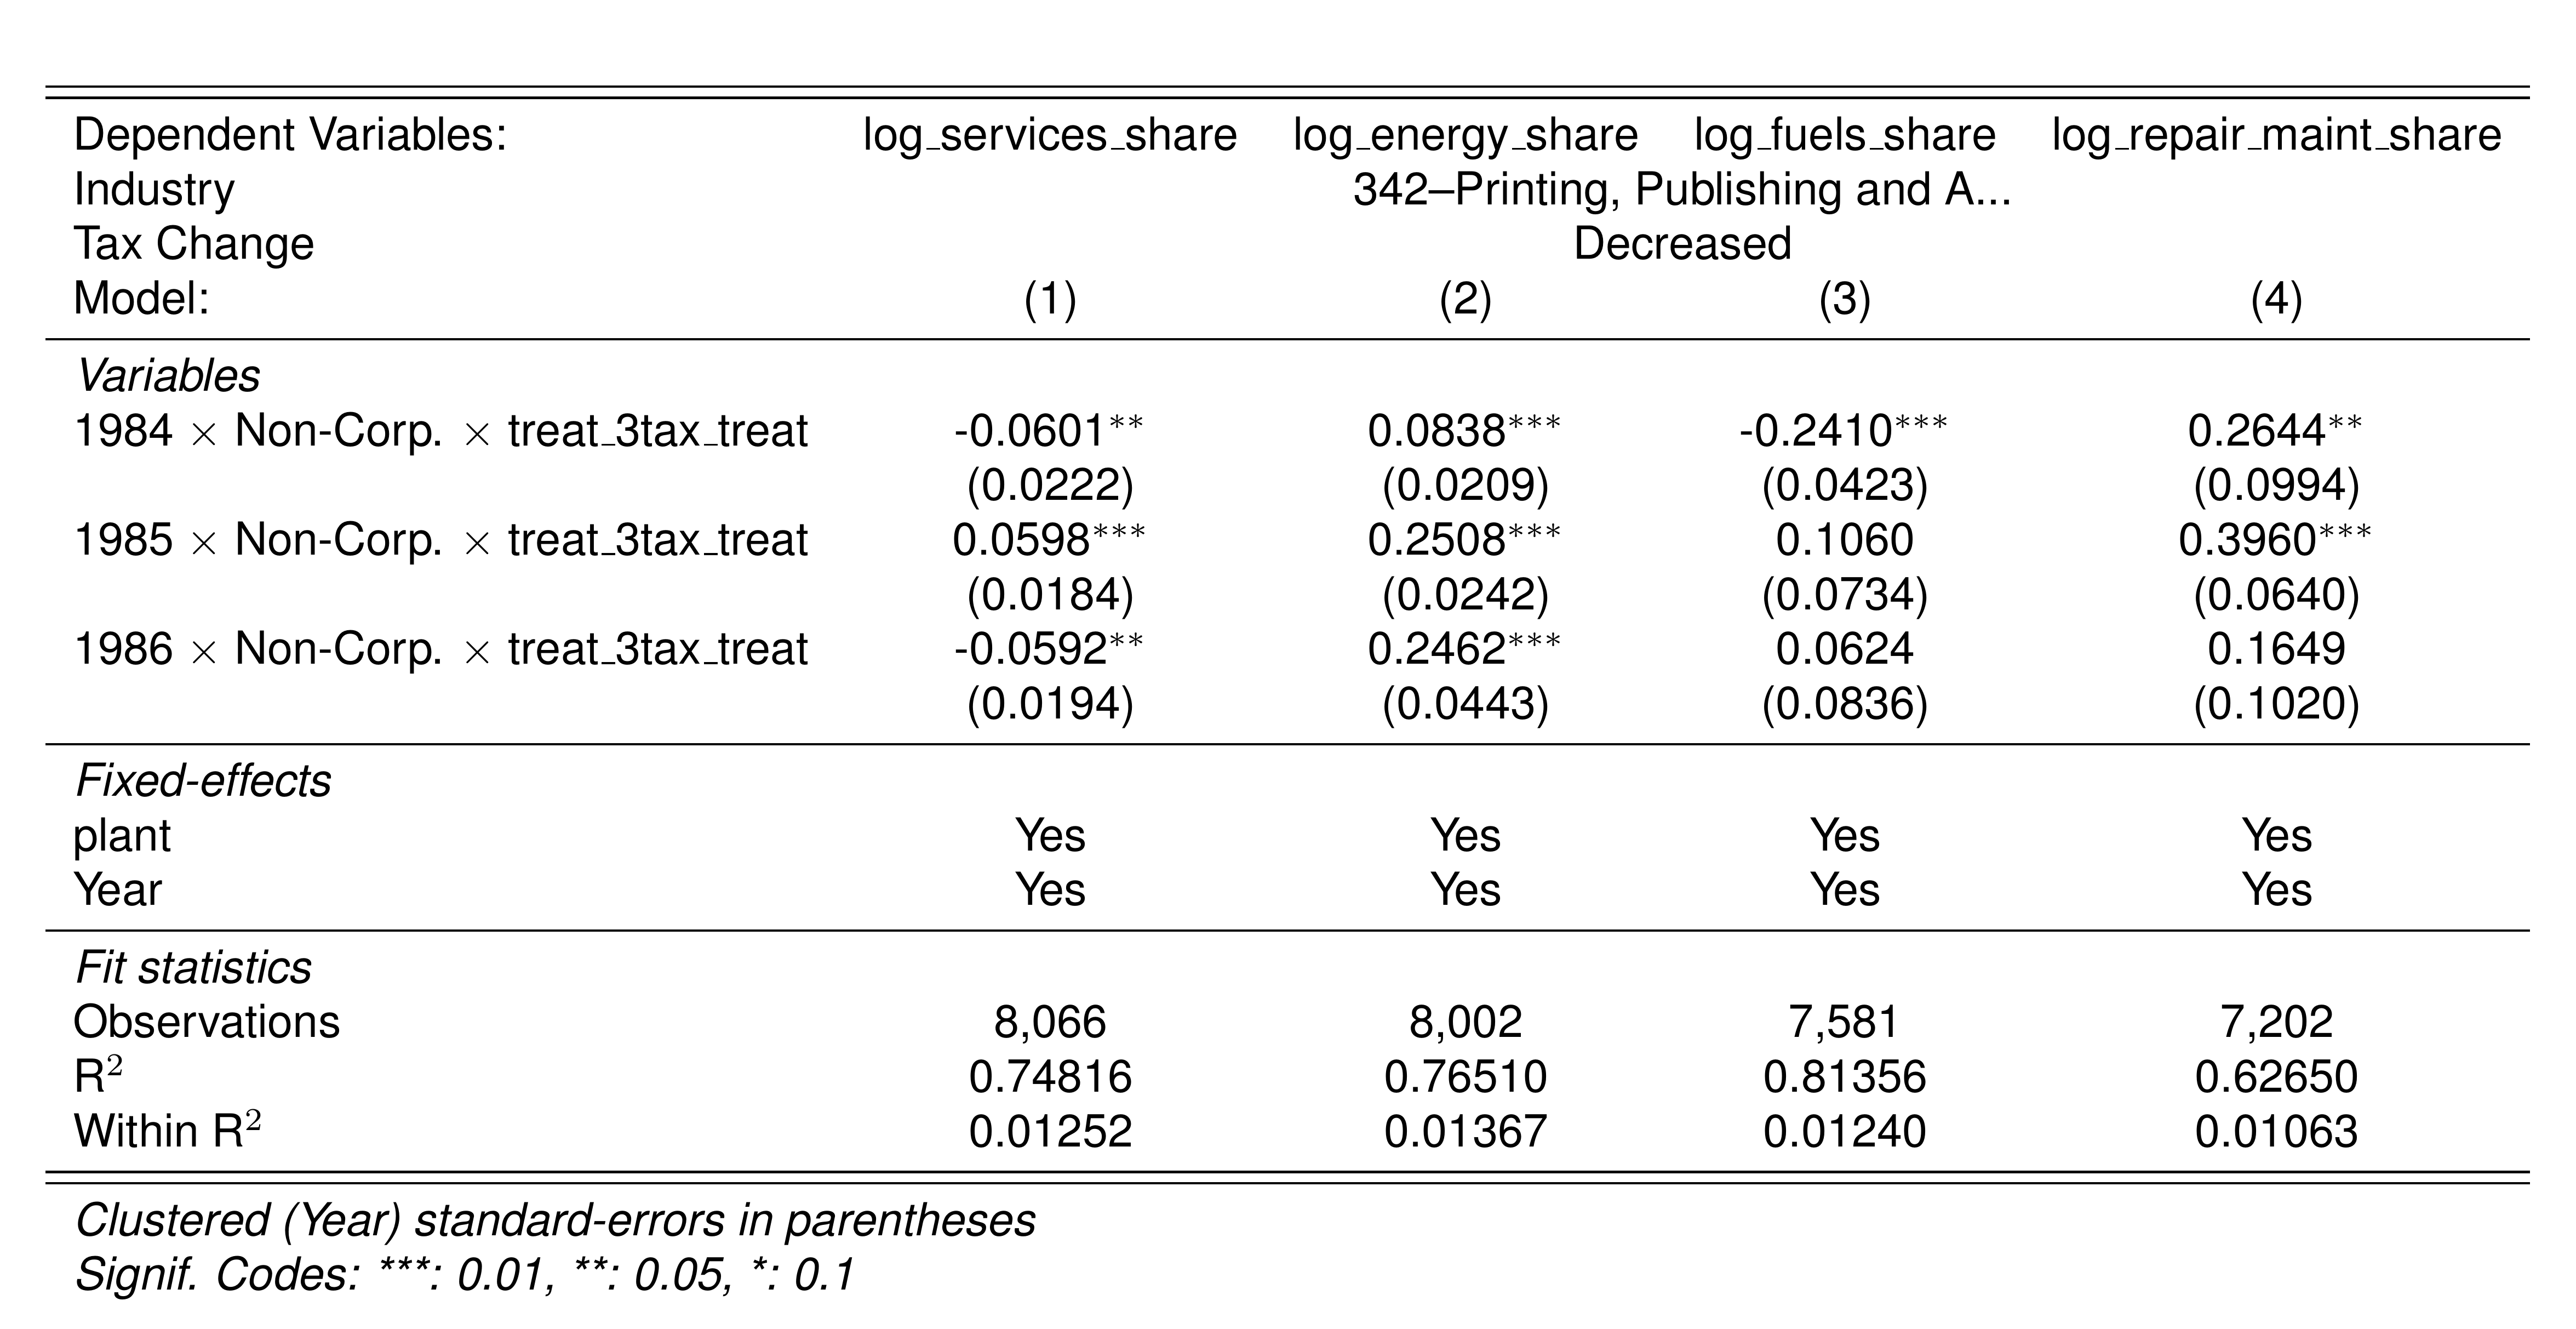 Dependent Variables: log_services_share log_energy_share log_fuels_share log_repair_maint_share
Industry 342–Printing, Publishing and A...
Tax Change Decreased
Model: (1) (2) (3) (4)
Variables
1984 × Non-Corp. × treat_3tax_treat -0.0601** 0.0838*** -0.2410*** 0.2644**
(0.0222) (0.0209) (0.0423) (0.0994)
1985 × Non-Corp. × treat_3tax_treat 0.0598*** 0.2508*** 0.1060 0.3960***
(0.0184) (0.0242) (0.0734) (0.0640)
1986 × Non-Corp. × treat_3tax_treat -0.0592** 0.2462*** 0.0624 0.1649
(0.0194) (0.0443) (0.0836) (0.1020)
Fixed-effects
plant Yes Yes Yes Yes
Year Yes Yes Yes Yes
Fit statistics
Observations 8,066 8,002 7,581 7,202
R² 0.74816 0.76510 0.81356 0.62650
Within R² 0.01252 0.01367 0.01240 0.01063
Clustered (Year) standard-errors in parentheses
Signif. Codes: ***: 0.01, **: 0.05, *: 0.1